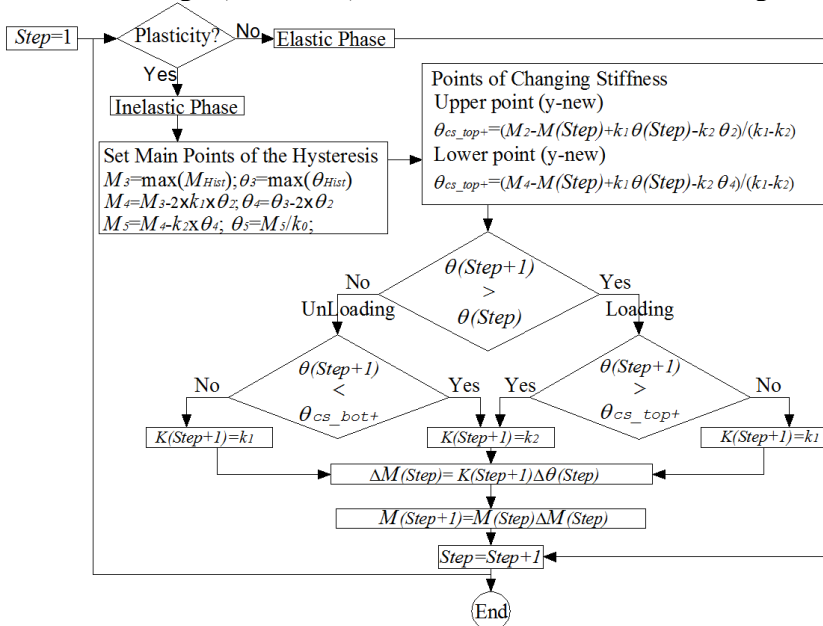 Step=1
Plasticity?
No
Elastic Phase
Yes
Inelastic Phase
Set Main Points of the Hysteresis
M3=max(MHist); θ3=max(θHist)
M4=M3-2xk1xθ2; θ4=θ3-2xθ2
M5=M4-k2xθ4; θ5=M5/k0;
Points of Changing Stiffness
Upper point (y-new)
θcs_top+=(M2-M(Step)+k1θ(Step)-k2 θ2)/(k1-k2)
Lower point (y-new)
θcs_top+=(M4-M(Step)+k1θ(Step)-k2 θ4)/(k1-k2)
θ(Step+1)
>
θ(Step)
No
UnLoading
Yes
Loading
θ(Step+1)
<
θcs_bot+
No
Yes
θ(Step+1)
>
θcs_top+
Yes
No
K(Step+1)=k1
K(Step+1)=k2
K(Step+1)=k1
ΔM(Step)= K(Step+1)Δθ(Step)
M(Step+1)=M(Step)ΔM(Step)
Step=Step+1
End